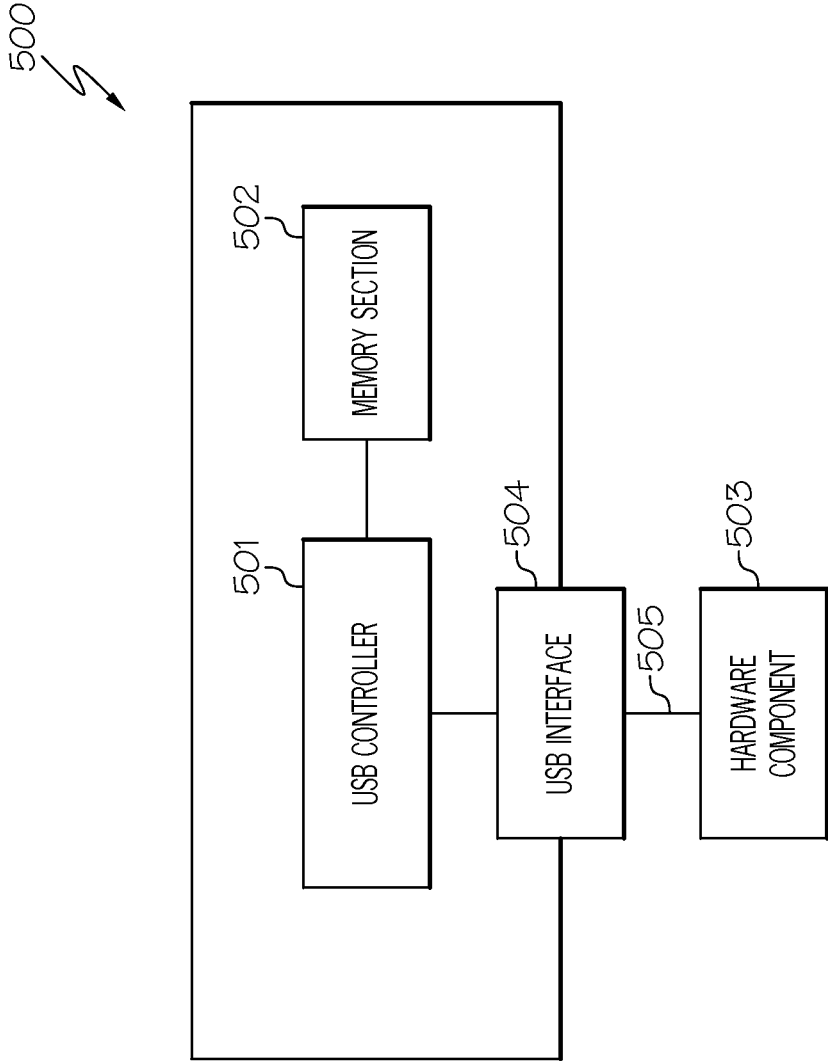 500
502
MEMORY SECTION
501
USB CONTROLLER
504
USB INTERFACE
505
503
HARDWARE
COMPONENT